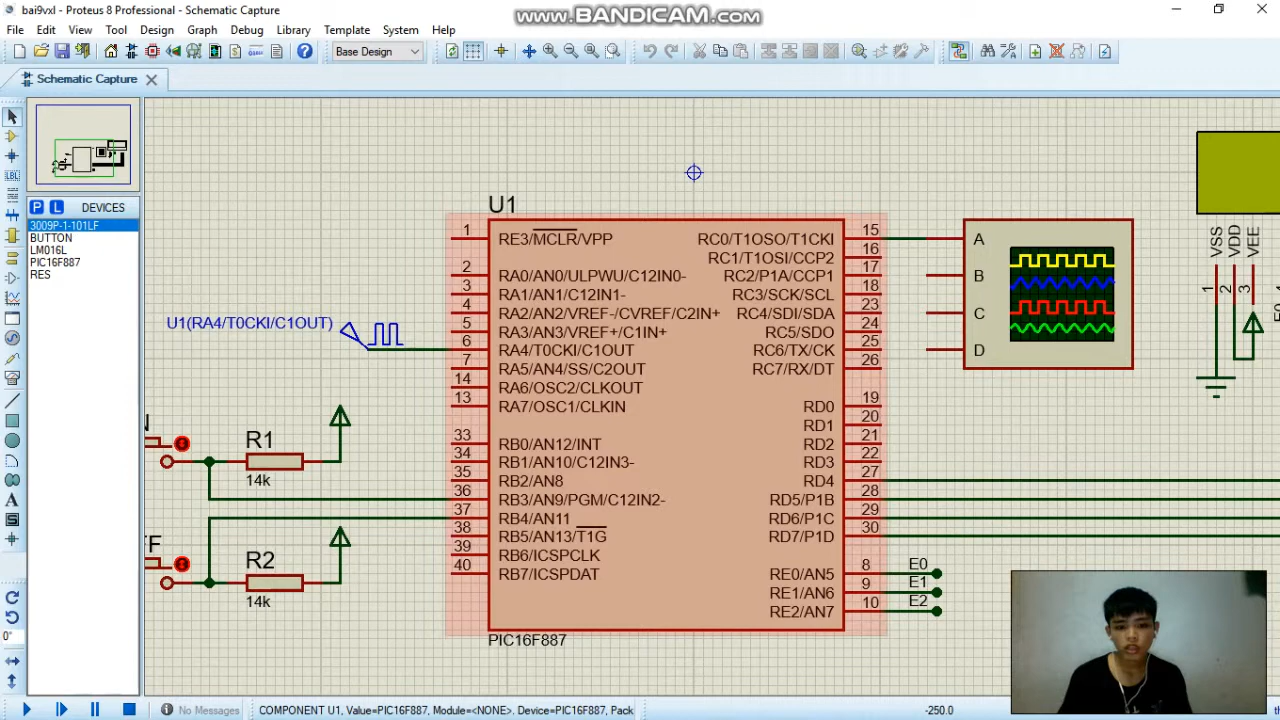 bai9vxl - Proteus 8 Professional - Schematic Capture
www.BANDICAM.com
File Edit View Tool Design Graph Debug Library Template System Help
Base Design
Schematic Capture
P L DEVICES
3009P-1-101LF
BUTTON
LM016L
PIC16F887
RES
U1
1 RE3/MCLR/VPP
2 RA0/AN0/ULPWU/C12IN0-
3 RA1/AN1/C12IN1-
4 RA2/AN2/VREF-/CVREF/C2IN+
5 RA3/AN3/VREF+/C1IN+
6 RA4/T0CKI/C1OUT
7 RA5/AN4/SS/C2OUT
14 RA6/OSC2/CLKOUT
13 RA7/OSC1/CLKIN
33 RB0/AN12/INT
34 RB1/AN10/C12IN3-
35 RB2/AN8
36 RB3/AN9/PGM/C12IN2-
37 RB4/AN11
38 RB5/AN13/T1G
39 RB6/ICSPCLK
40 RB7/ICSPDAT
RC0/T1OSO/T1CKI 15
RC1/T1OSI/CCP2 16
RC2/P1A/CCP1 17
RC3/SCK/SCL 18
RC4/SDI/SDA 23
RC5/SDO 24
RC6/TX/CK 25
RC7/RX/DT 26
RD0 19
RD1 20
RD2 21
RD3 22
RD4 27
RD5/P1B 28
RD6/P1C 29
RD7/P1D 30
RE0/AN5 8 E0
RE1/AN6 9 E1
RE2/AN7 10 E2
PIC16F887
U1(RA4/T0CKI/C1OUT)
R1
14k
R2
14k
N
FF
A
B
C
D
VSS
VDD
VEE
1
2
3
0°
No Messages
COMPONENT U1, Value=PIC16F887, Module=<NONE>. Device=PIC16F887, Pack
-250.0